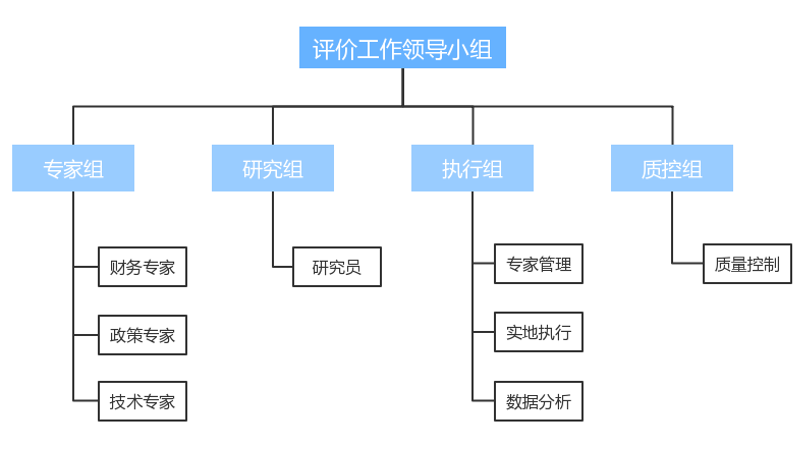 评价工作领导小组
专家组
研究组
执行组
质控组
财务专家
政策专家
技术专家
研究员
专家管理
实地执行
数据分析
质量控制